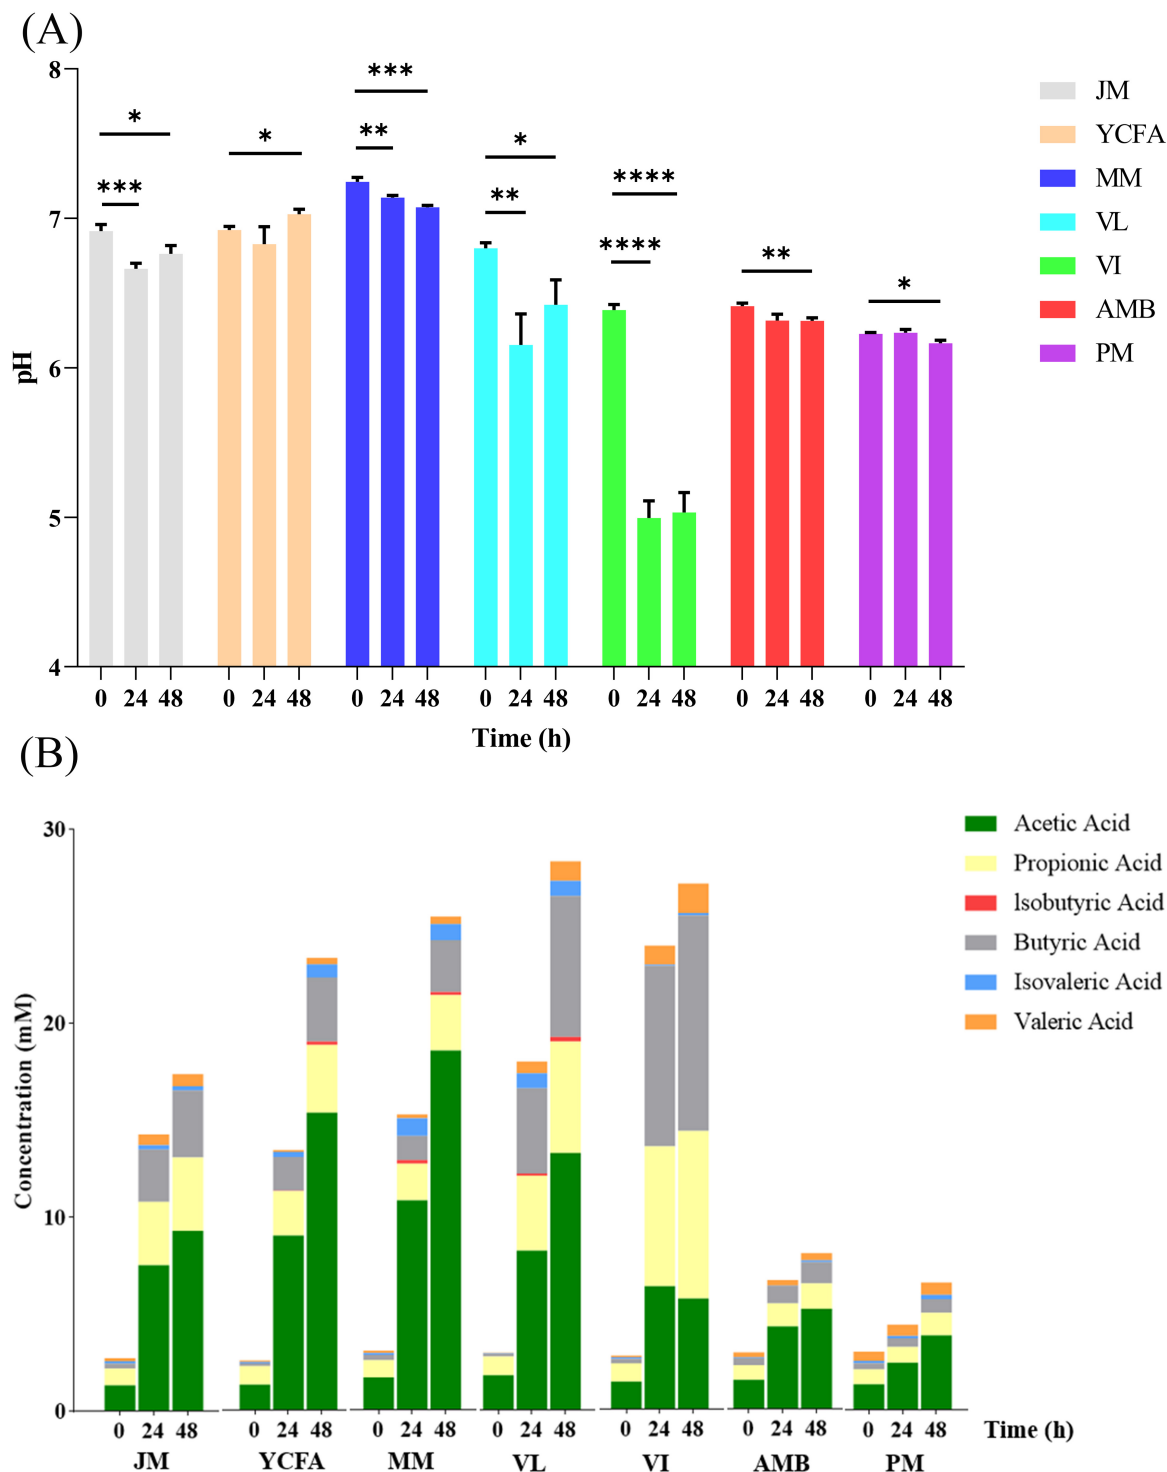 (A)
8
7
6
5
4
pH
***
*
*
**
***
**
*
****
****
**
*
0 24 48 0 24 48 0 24 48 0 24 48 0 24 48 0 24 48 0 24 48
Time (h)
JM
YCFA
MM
VL
VI
AMB
PM
(B)
30
20
10
0
Concentration (mM)
Acetic Acid
Propionic Acid
Isobutyric Acid
Butyric Acid
Isovaleric Acid
Valeric Acid
0 24 48 0 24 48 0 24 48 0 24 48 0 24 48 0 24 48 0 24 48 Time (h)
JM YCFA MM VL VI AMB PM